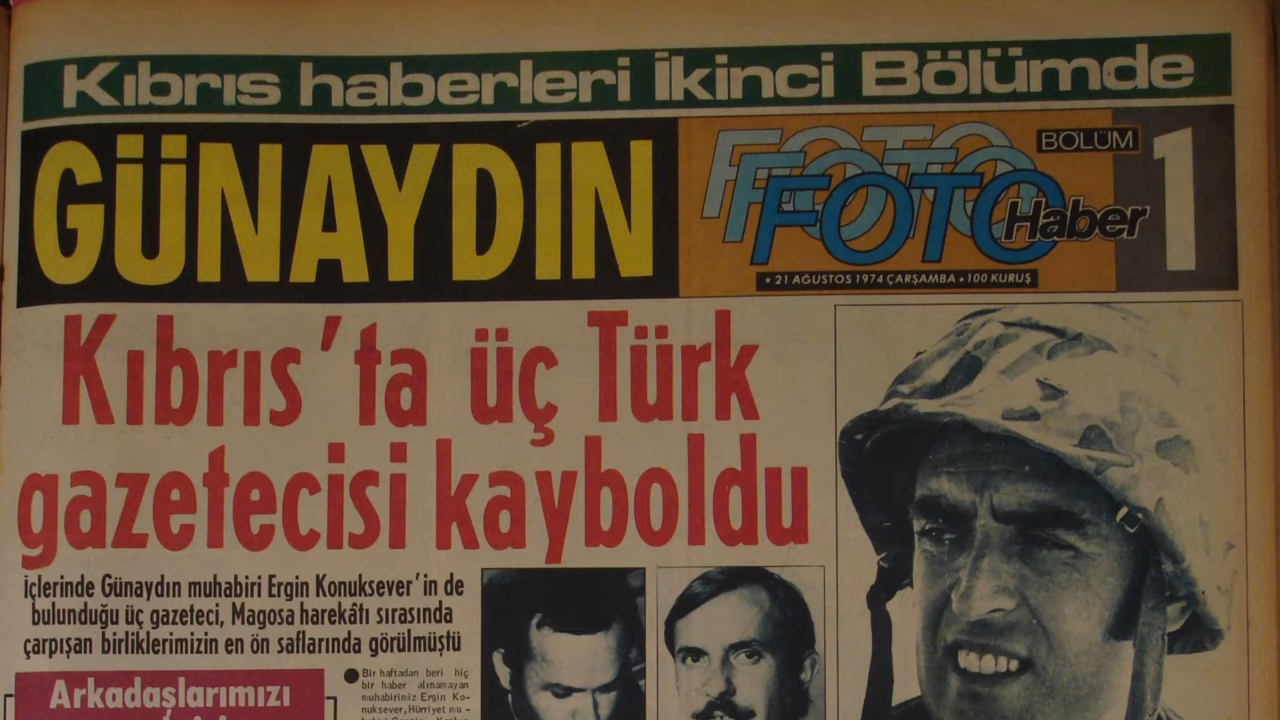 Kıbrıs haberleri İkinci Bölümde
GÜNAYDIN
FOTO
FOTO
FOTO Haber
BÖLÜM 1
• 21 AĞUSTOS 1974 ÇARŞAMBA • 100 KURUŞ
Kıbrıs'ta üç Türk
gazetecisi kayboldu
İçlerinde Günaydın muhabiri Ergin Konuksever'in de
bulunduğu üç gazeteci, Magosa harekâtı sırasında
çarpışan birliklerimizin en ön saflarında görülmüştü
Arkadaşlarımızı
Bir haftadan beri hiç
bir haber alınamayan
muhabirimiz Ergin Ko-
nuksever, Hürriyet mu-